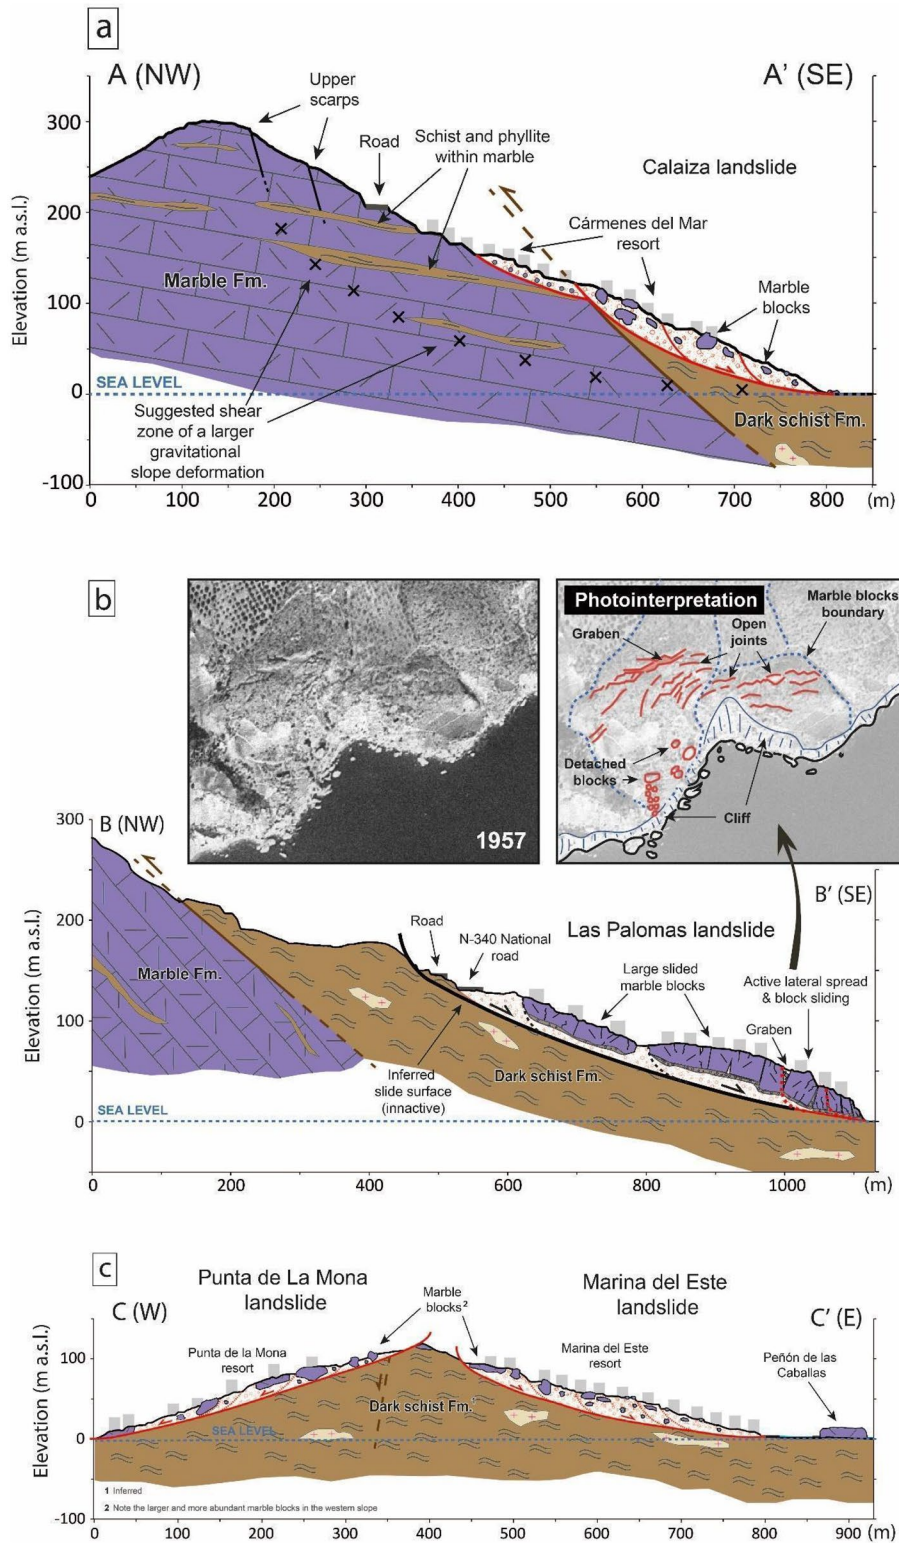 a
A (NW)
A' (SE)
Upper
scarps
Road
Schist and phyllite
within marble
Calaiza landslide
Cármenes del Mar
resort
Marble
blocks
Marble Fm.
SEA LEVEL
Suggested shear
zone of a larger
gravitational
slope deformation
Dark schist Fm.
Elevation (m a.s.l.)
300
200
100
0
-100
0 100 200 300 400 500 600 700 800 (m)
b
1957
Photointerpretation
Marble blocks
boundary
Graben
Open
joints
Detached
blocks
Cliff
B (NW)
B' (SE)
Las Palomas landslide
Road
N-340 National
road
Large slided
marble blocks
Active lateral spread
& block sliding
Graben
Marble Fm.
Inferred
slide surface
(innactive)
Dark schist Fm.
SEA LEVEL
Elevation (m a.s.l.)
300
200
100
0
0 200 400 600 800 1000 (m)
c
Punta de La Mona
landslide
Marina del Este
landslide
C (W)
C' (E)
Marble
blocks²
Punta de la Mona
resort
Marina del Este
resort
Peñón de las
Caballas
Dark schist Fm.
SEA LEVEL
Elevation (m a.s.l.)
100
0
-100
1 Inferred
2 Note the larger and more abundant marble blocks in the western slope
0 100 200 300 400 500 600 700 800 900 (m)